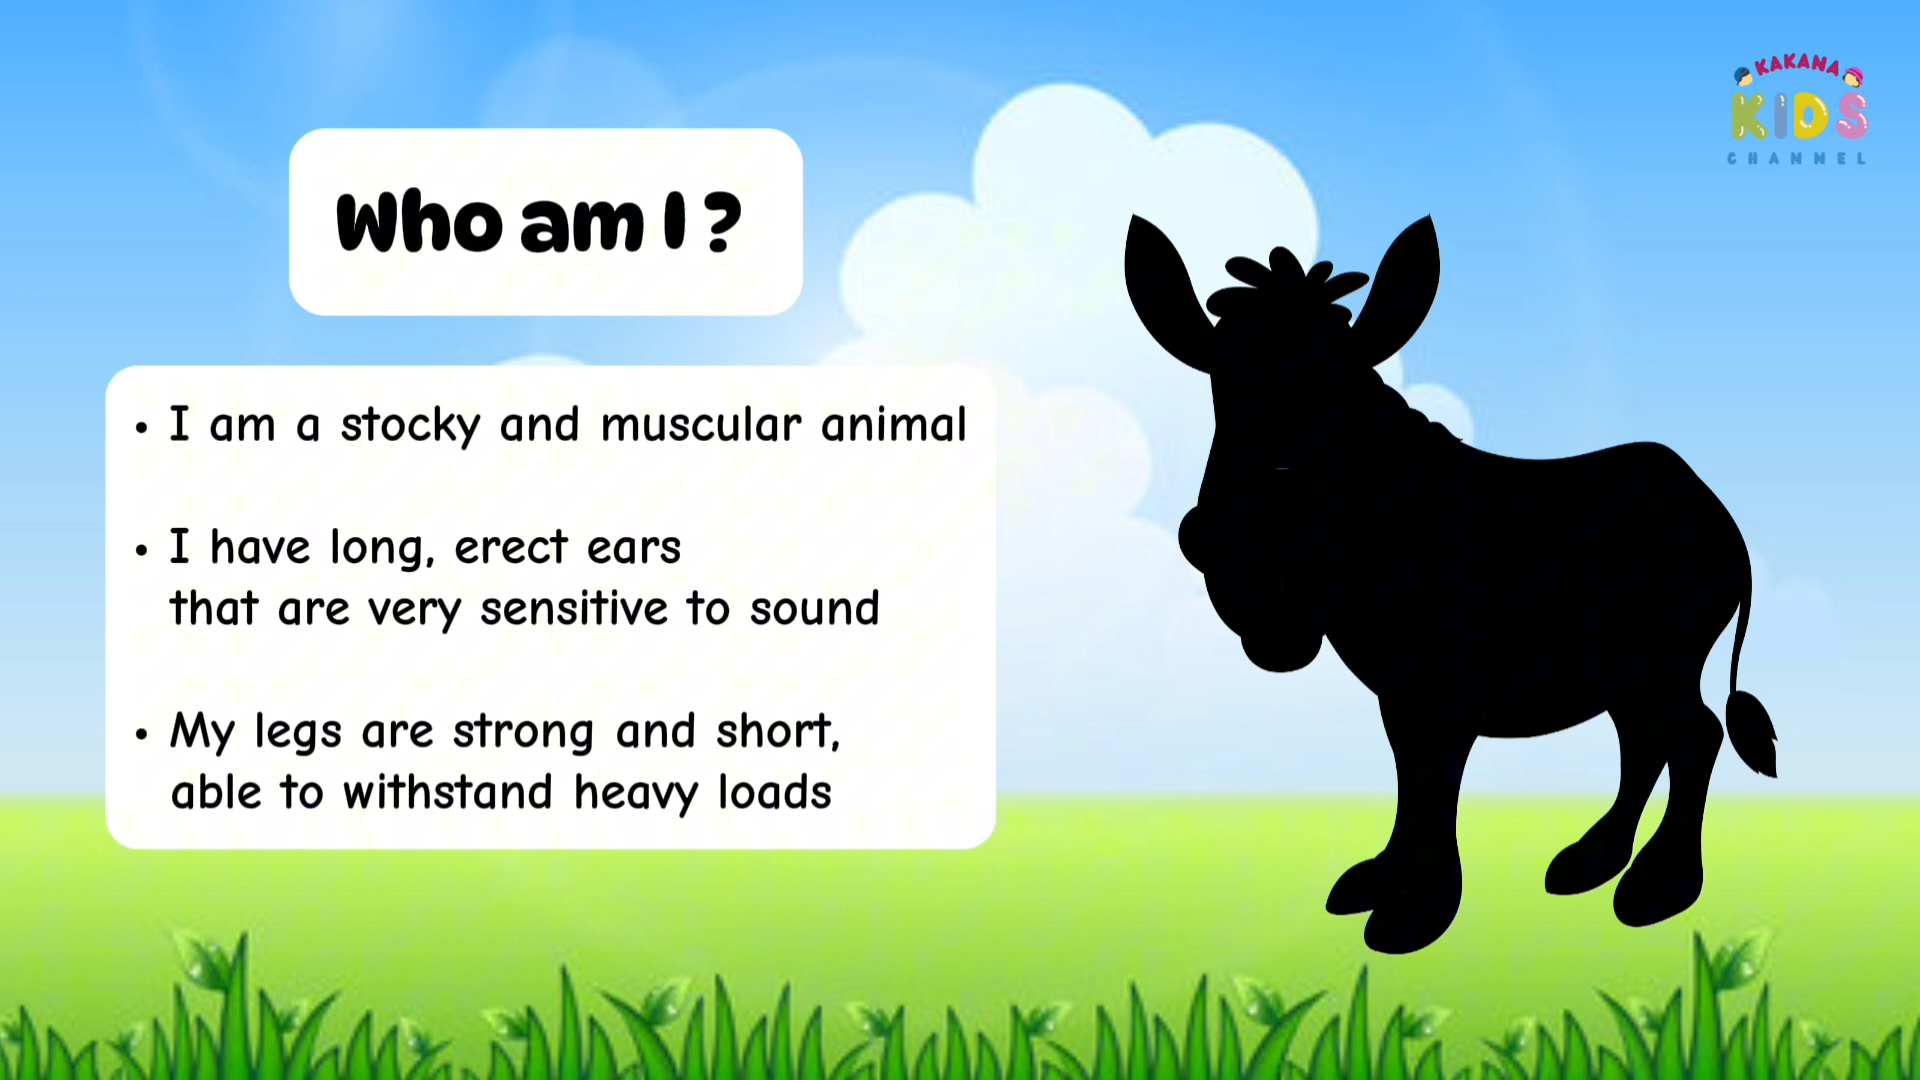 KAKANA
KIDS
CHANNEL
Who am I ?
• I am a stocky and muscular animal
• I have long, erect ears
that are very sensitive to sound
• My legs are strong and short,
able to withstand heavy loads